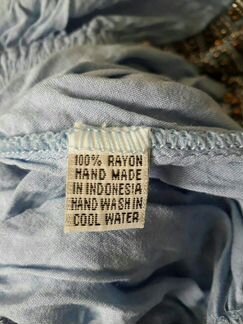 100% RAYON
HAND MADE
IN INDONESIA
HAND WASH IN
COOL WATER